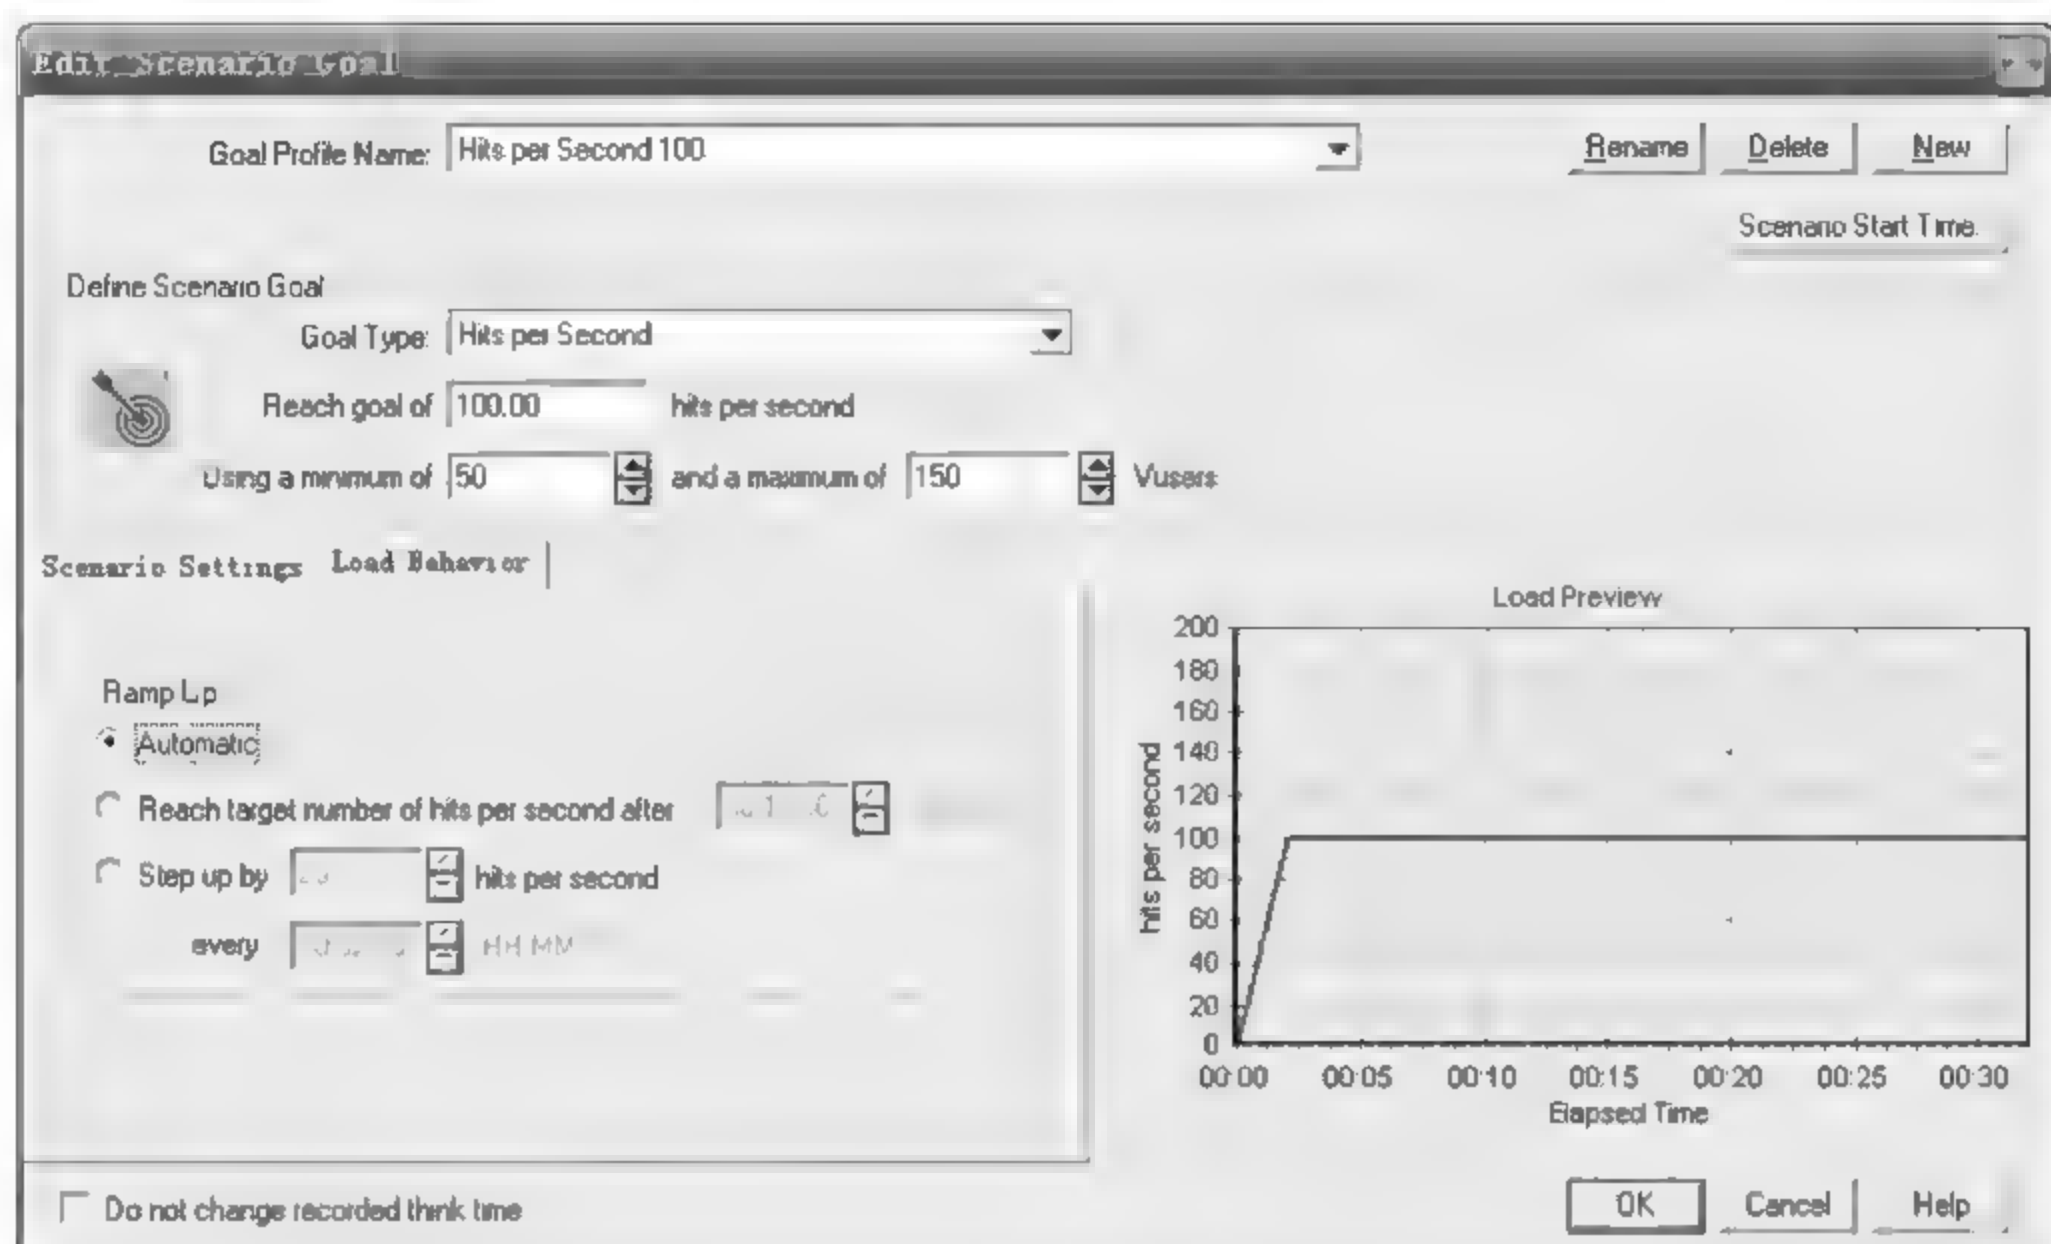 Edit Scenario Goal
Goal Profile Name: Hits per Second 100
Rename Delete New
Scenario Start Time
Define Scenario Goal
Goal Type: Hits per Second
Reach goal of 100.00 hits per second
Using a minimum of 50 and a maximum of 150 Vusers
Scenario Settings Load Behavior
Load Preview
Ramp Up
Automatic
Reach target number of hits per second after
Step up by hits per second
every HH:MM
200
180
160
140
120
100
80
60
40
20
0
hits per second
00:00 00:05 00:10 00:15 00:20 00:25 00:30
Elapsed Time
Do not change recorded think time
OK Cancel Help